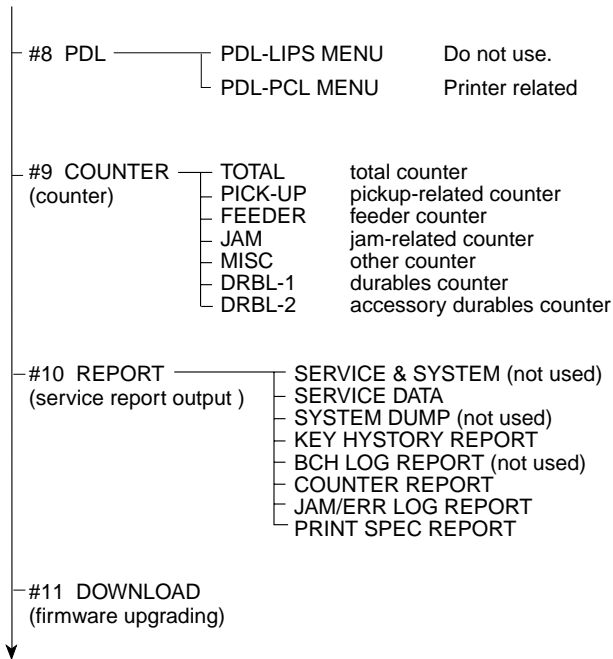 #8 PDL PDL-LIPS MENU Do not use.
PDL-PCL MENU Printer related
#9 COUNTER TOTAL total counter
(counter) PICK-UP pickup-related counter
FEEDER feeder counter
JAM jam-related counter
MISC other counter
DRBL-1 durables counter
DRBL-2 accessory durables counter
#10 REPORT SERVICE & SYSTEM (not used)
(service report output ) SERVICE DATA
SYSTEM DUMP (not used)
KEY HYSTORY REPORT
BCH LOG REPORT (not used)
COUNTER REPORT
JAM/ERR LOG REPORT
PRINT SPEC REPORT
#11 DOWNLOAD
(firmware upgrading)